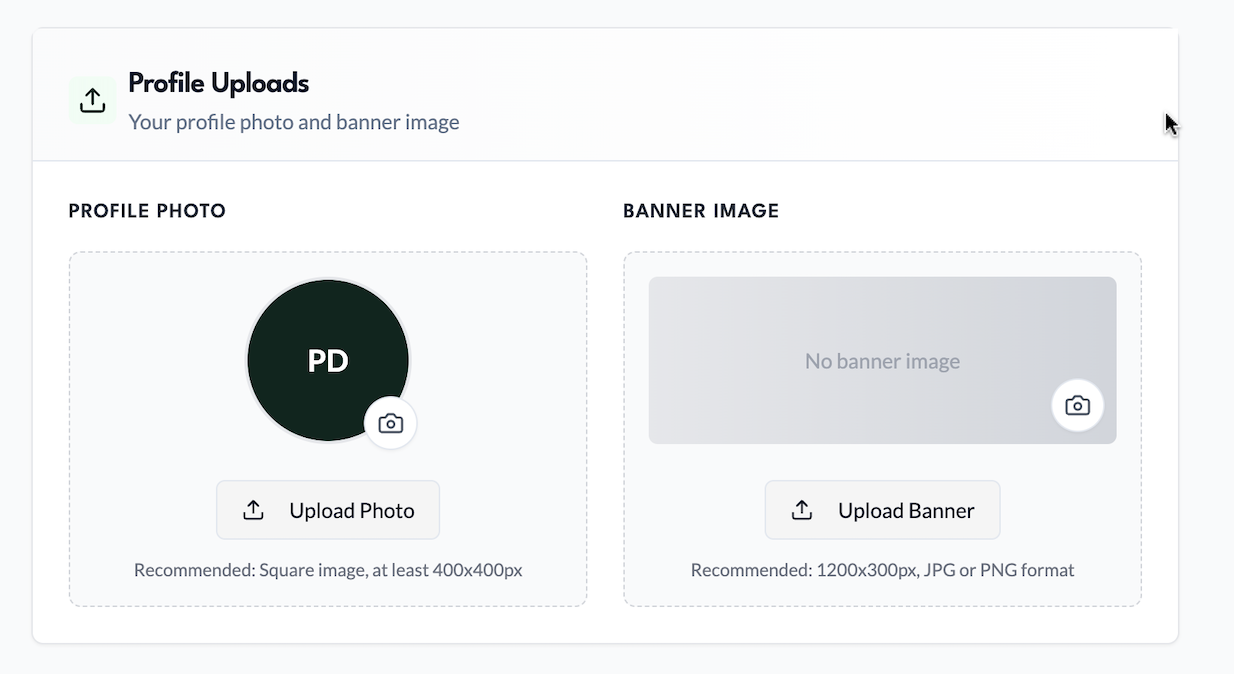 Profile Uploads
Your profile photo and banner image
PROFILE PHOTO
PD
Upload Photo
Recommended: Square image, at least 400x400px
BANNER IMAGE
No banner image
Upload Banner
Recommended: 1200x300px, JPG or PNG format